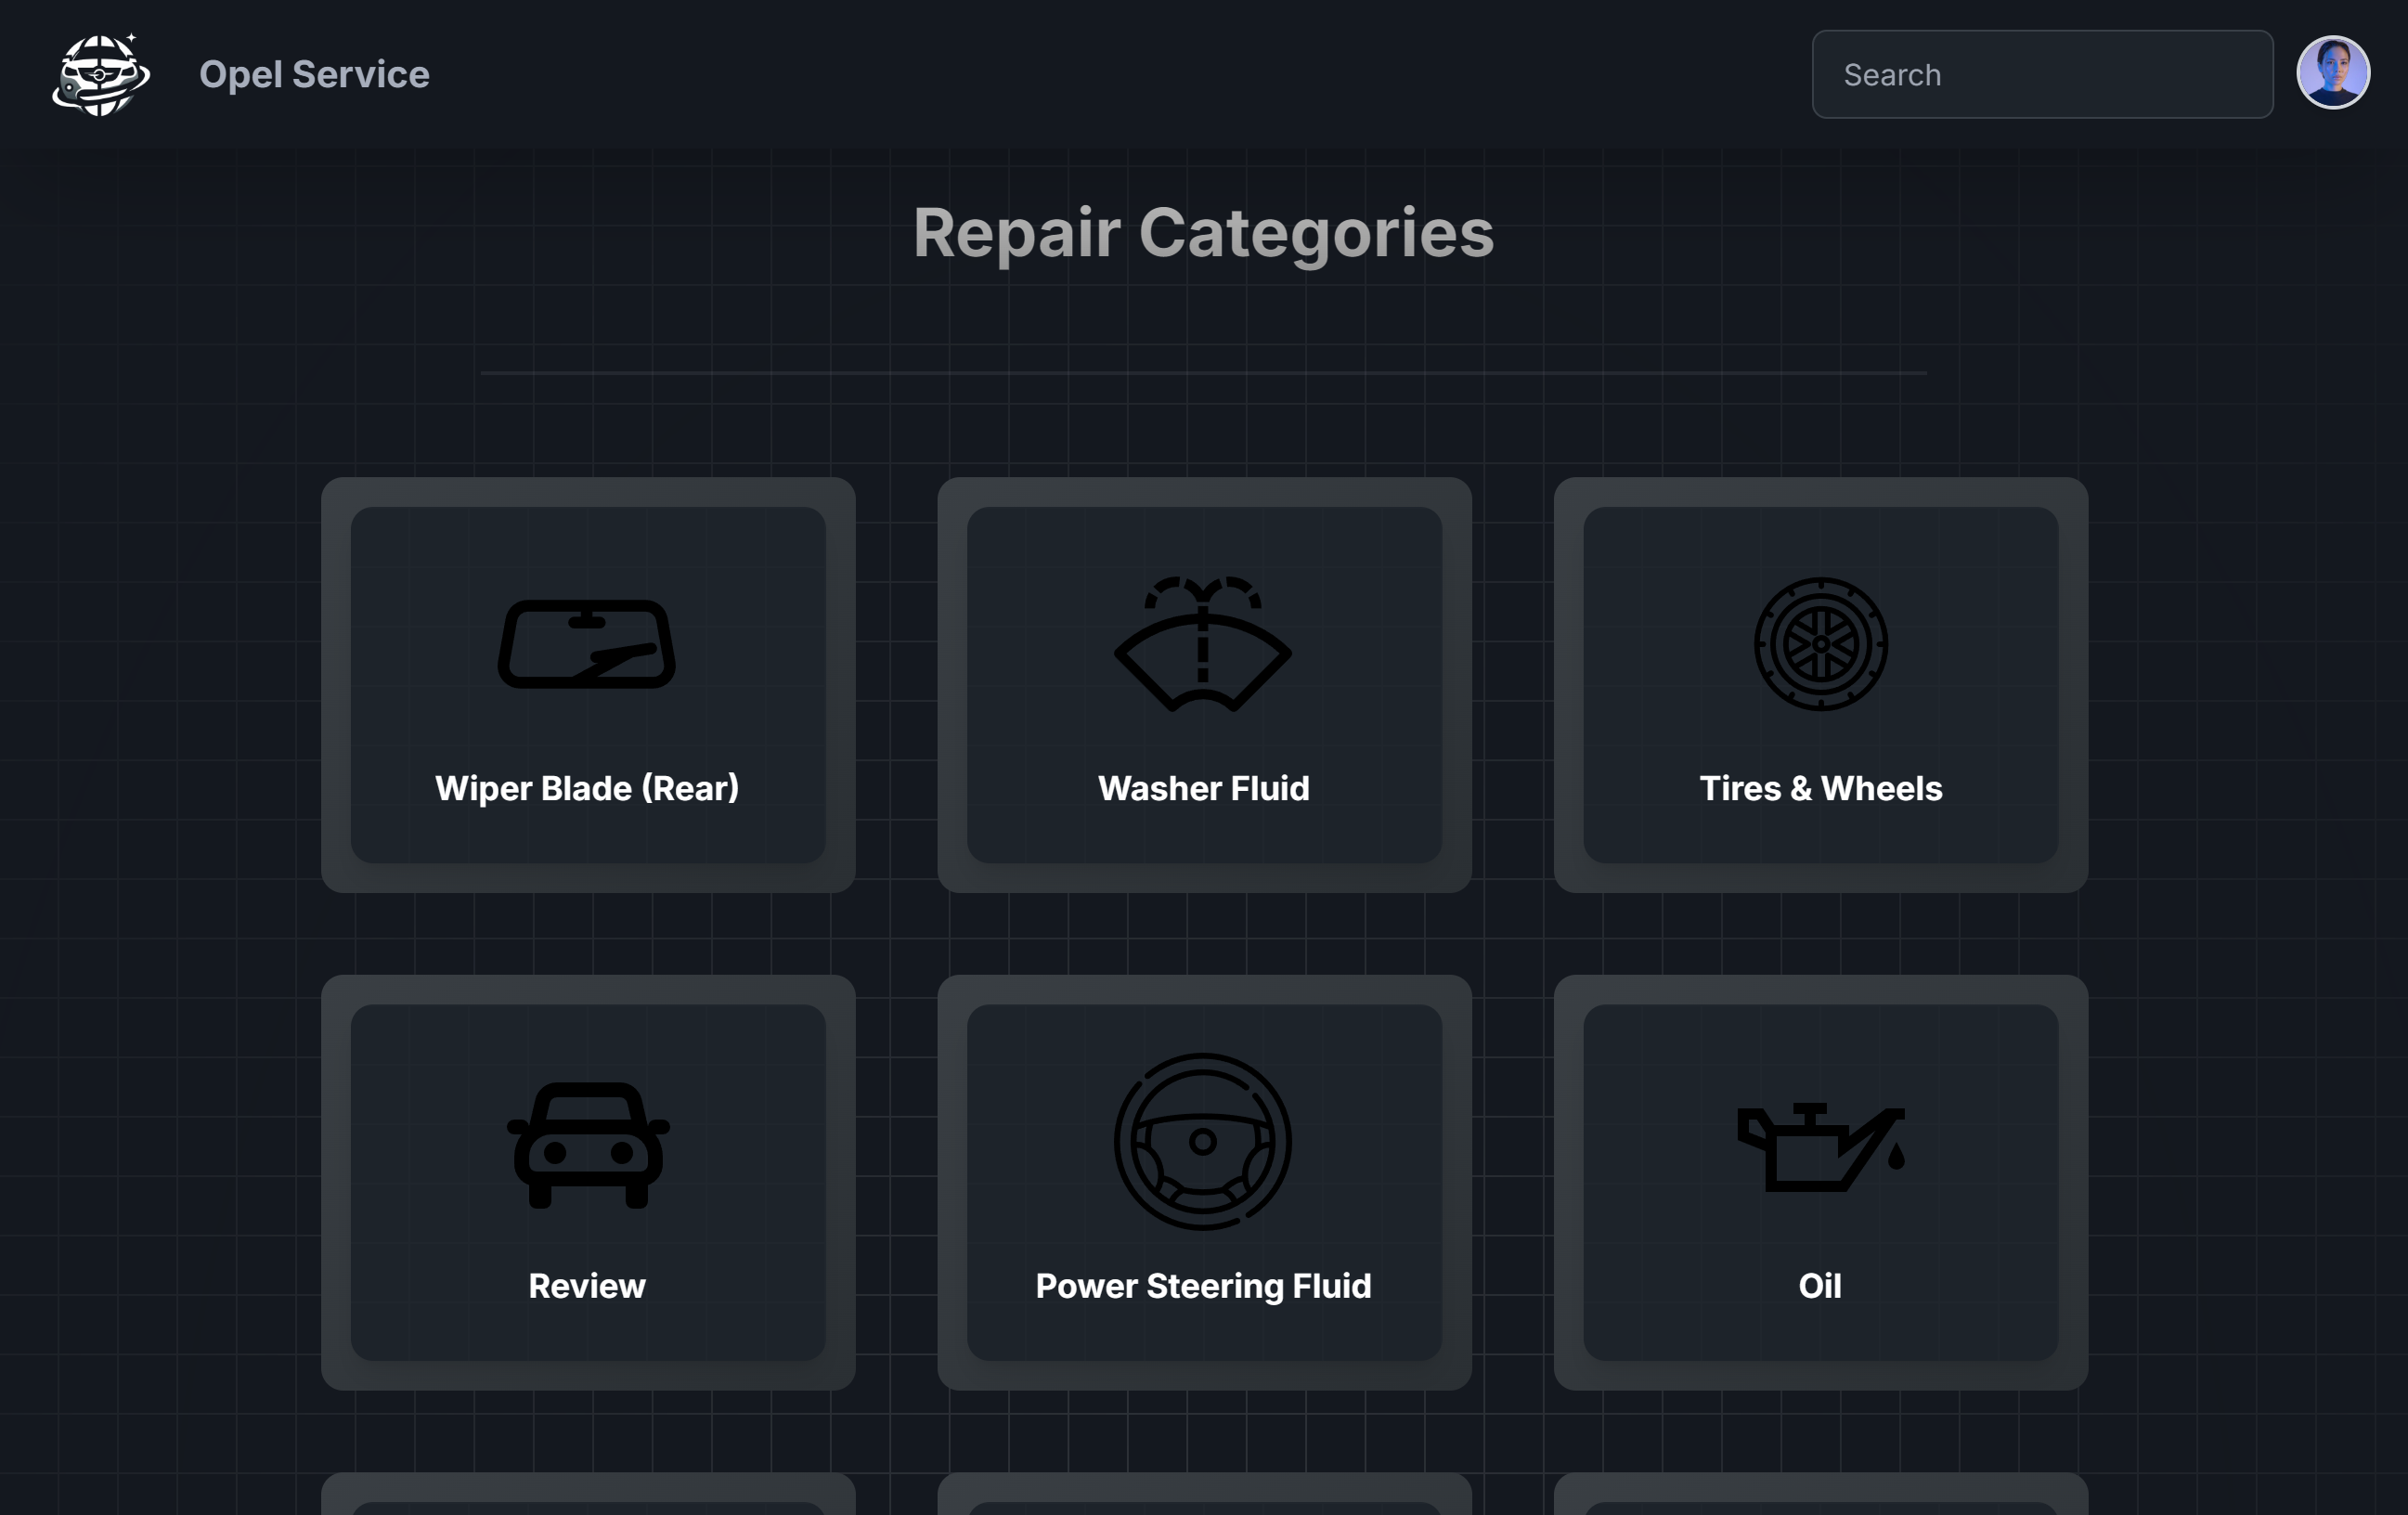 Opel Service
Search
Repair Categories
Wiper Blade (Rear)
Washer Fluid
Tires & Wheels
Review
Power Steering Fluid
Oil